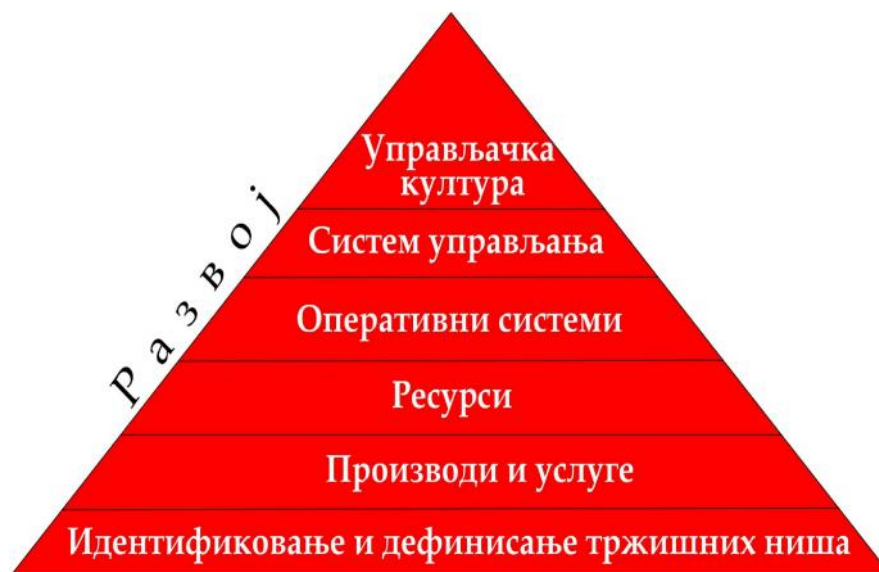 Управљачка
култура
Систем управљања
Оперативни системи
Ресурси
Производи и услуге
Идентификовање и дефинисање тржишних ниша
Развој